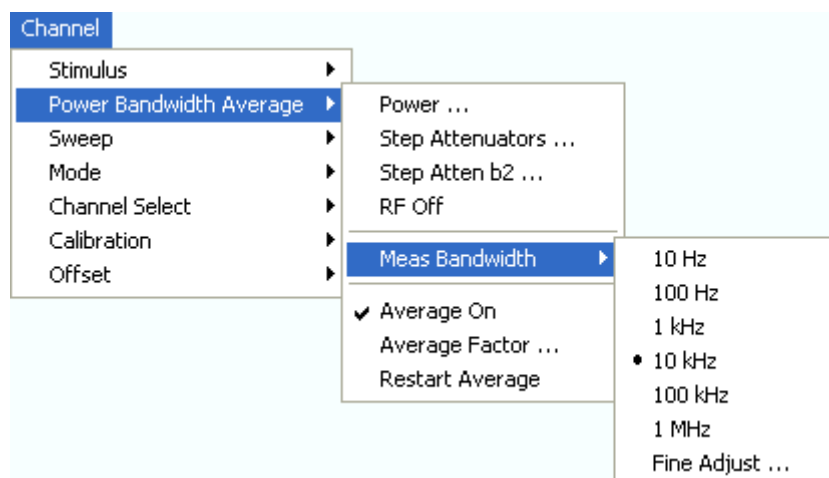 Channel
Stimulus
Power Bandwidth Average
Sweep
Mode
Channel Select
Calibration
Offset
Power ...
Step Attenuators ...
Step Atten b2 ...
RF Off
Meas Bandwidth
Average On
Average Factor ...
Restart Average
10 Hz
100 Hz
1 kHz
10 kHz
100 kHz
1 MHz
Fine Adjust ...